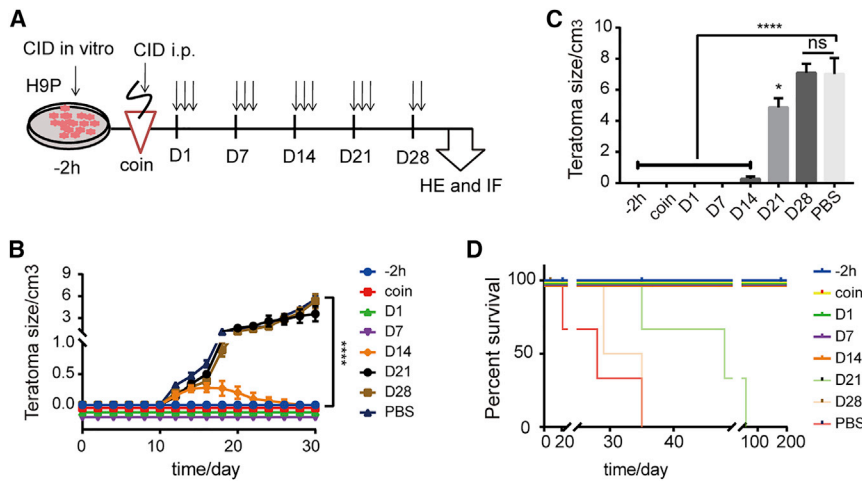 A
CID in vitro
CID i.p.
H9P
-2h
coin
D1
D7
D14
D21
D28
HE and IF
B
Teratoma size/cm3
9
6
3
1.0
0.5
0.0
0
10
20
30
time/day
****
-2h
coin
D1
D7
D14
D21
D28
PBS
C
Teratoma size/cm3
10
8
6
4
2
0
****
ns
*
-2h
coin
D1
D7
D14
D21
D28
PBS
D
Percent survival
100
50
0
0
20
30
40
100
200
time/day
-2h
coin
D1
D7
D14
D21
D28
PBS